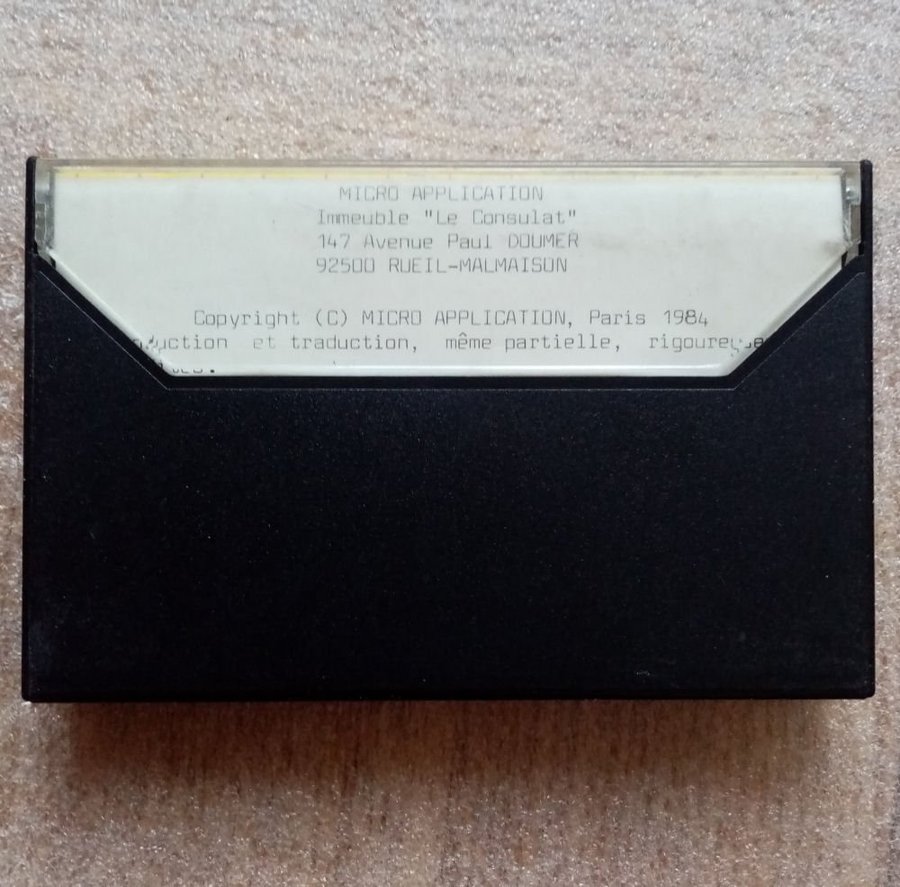 MICRO APPLICATION
Immeuble "Le Consulat"
147 Avenue Paul DOUMER
92500 RUEIL-MALMAISON
Copyright (C) MICRO APPLICATION, Paris 1984
et traduction, même partielle,